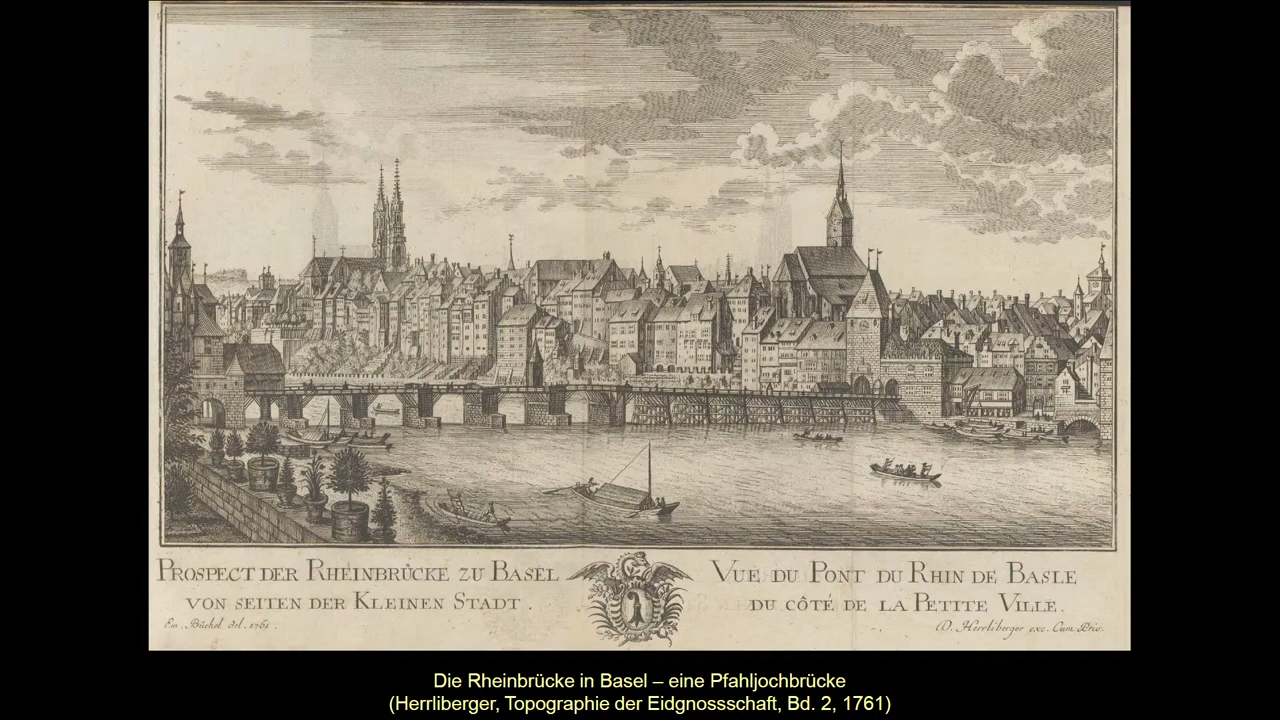 PROSPECT DER RHEINBRÜCKE ZU BASEL
VON SEITEN DER KLEINEN STADT.
VUE DU PONT DU RHIN DE BASLE
DU CÔTÉ DE LA PETITE VILLE.
Em. Büchel del. 1761.
D. Herrliberger exc. Cum Priv.
Die Rheinbrücke in Basel – eine Pfahljochbrücke
(Herrliberger, Topographie der Eidgnossschaft, Bd. 2, 1761)